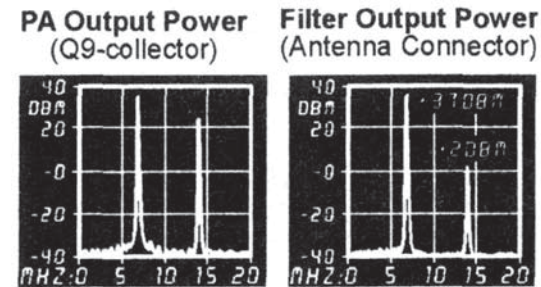 PA Output Power
(Q9-collector)
40
DBM
20
-0
-20
-40
MHZ:0 5 10 15 20
Filter Output Power
(Antenna Connector)
40
DBM
20
-0
-20
-40
MHZ:0 5 10 15 20
+37DBM
+2DBM